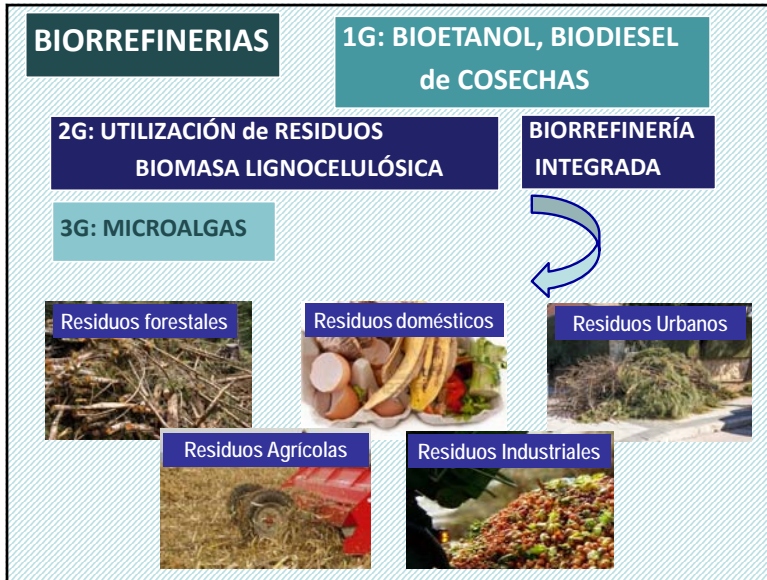 BIORREFINERIAS
1G: BIOETANOL, BIODIESEL
de COSECHAS
2G: UTILIZACIÓN de RESIDUOS
BIOMASA LIGNOCELULÓSICA
BIORREFINERÍA
INTEGRADA
3G: MICROALGAS
Residuos forestales
Residuos domésticos
Residuos Urbanos
Residuos Agrícolas
Residuos Industriales